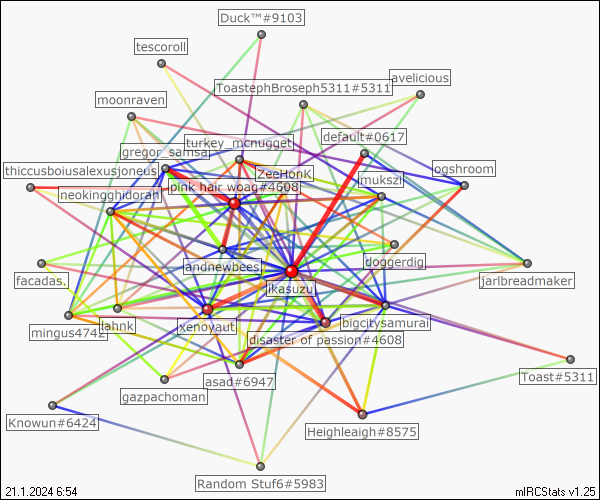 Duck™#9103
tescoroll
avelicious
ToastephBroseph5311#5311
moonraven
default#0617
turkey_mcnugget
gregor_samsa
ogshroom
thiccusboiusalexusjoneus
ZeeHonK
mukszi
pink hair woag#4608
neokingghidorah
andnewbees
doggerdig
facadas.
jarlbreadmaker
ikasuzu
lahnk
xenoyaut
bigcitysamurai
mingus4742
disaster of passion#4608
asad#6947
Toast#5311
gazpachoman
Knowun#6424
Heighleaigh#8575
Random Stuf6#5983
21.1.2024 6:54
mIRCStats v1.25